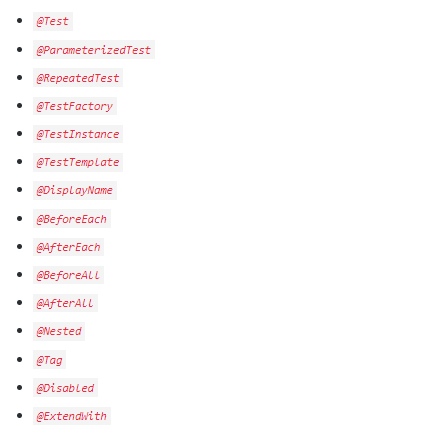 @Test
@ParameterizedTest
@RepeatedTest
@TestFactory
@TestInstance
@TestTemplate
@DisplayName
@BeforeEach
@AfterEach
@BeforeAll
@AfterAll
@Nested
@Tag
@Disabled
@ExtendWith